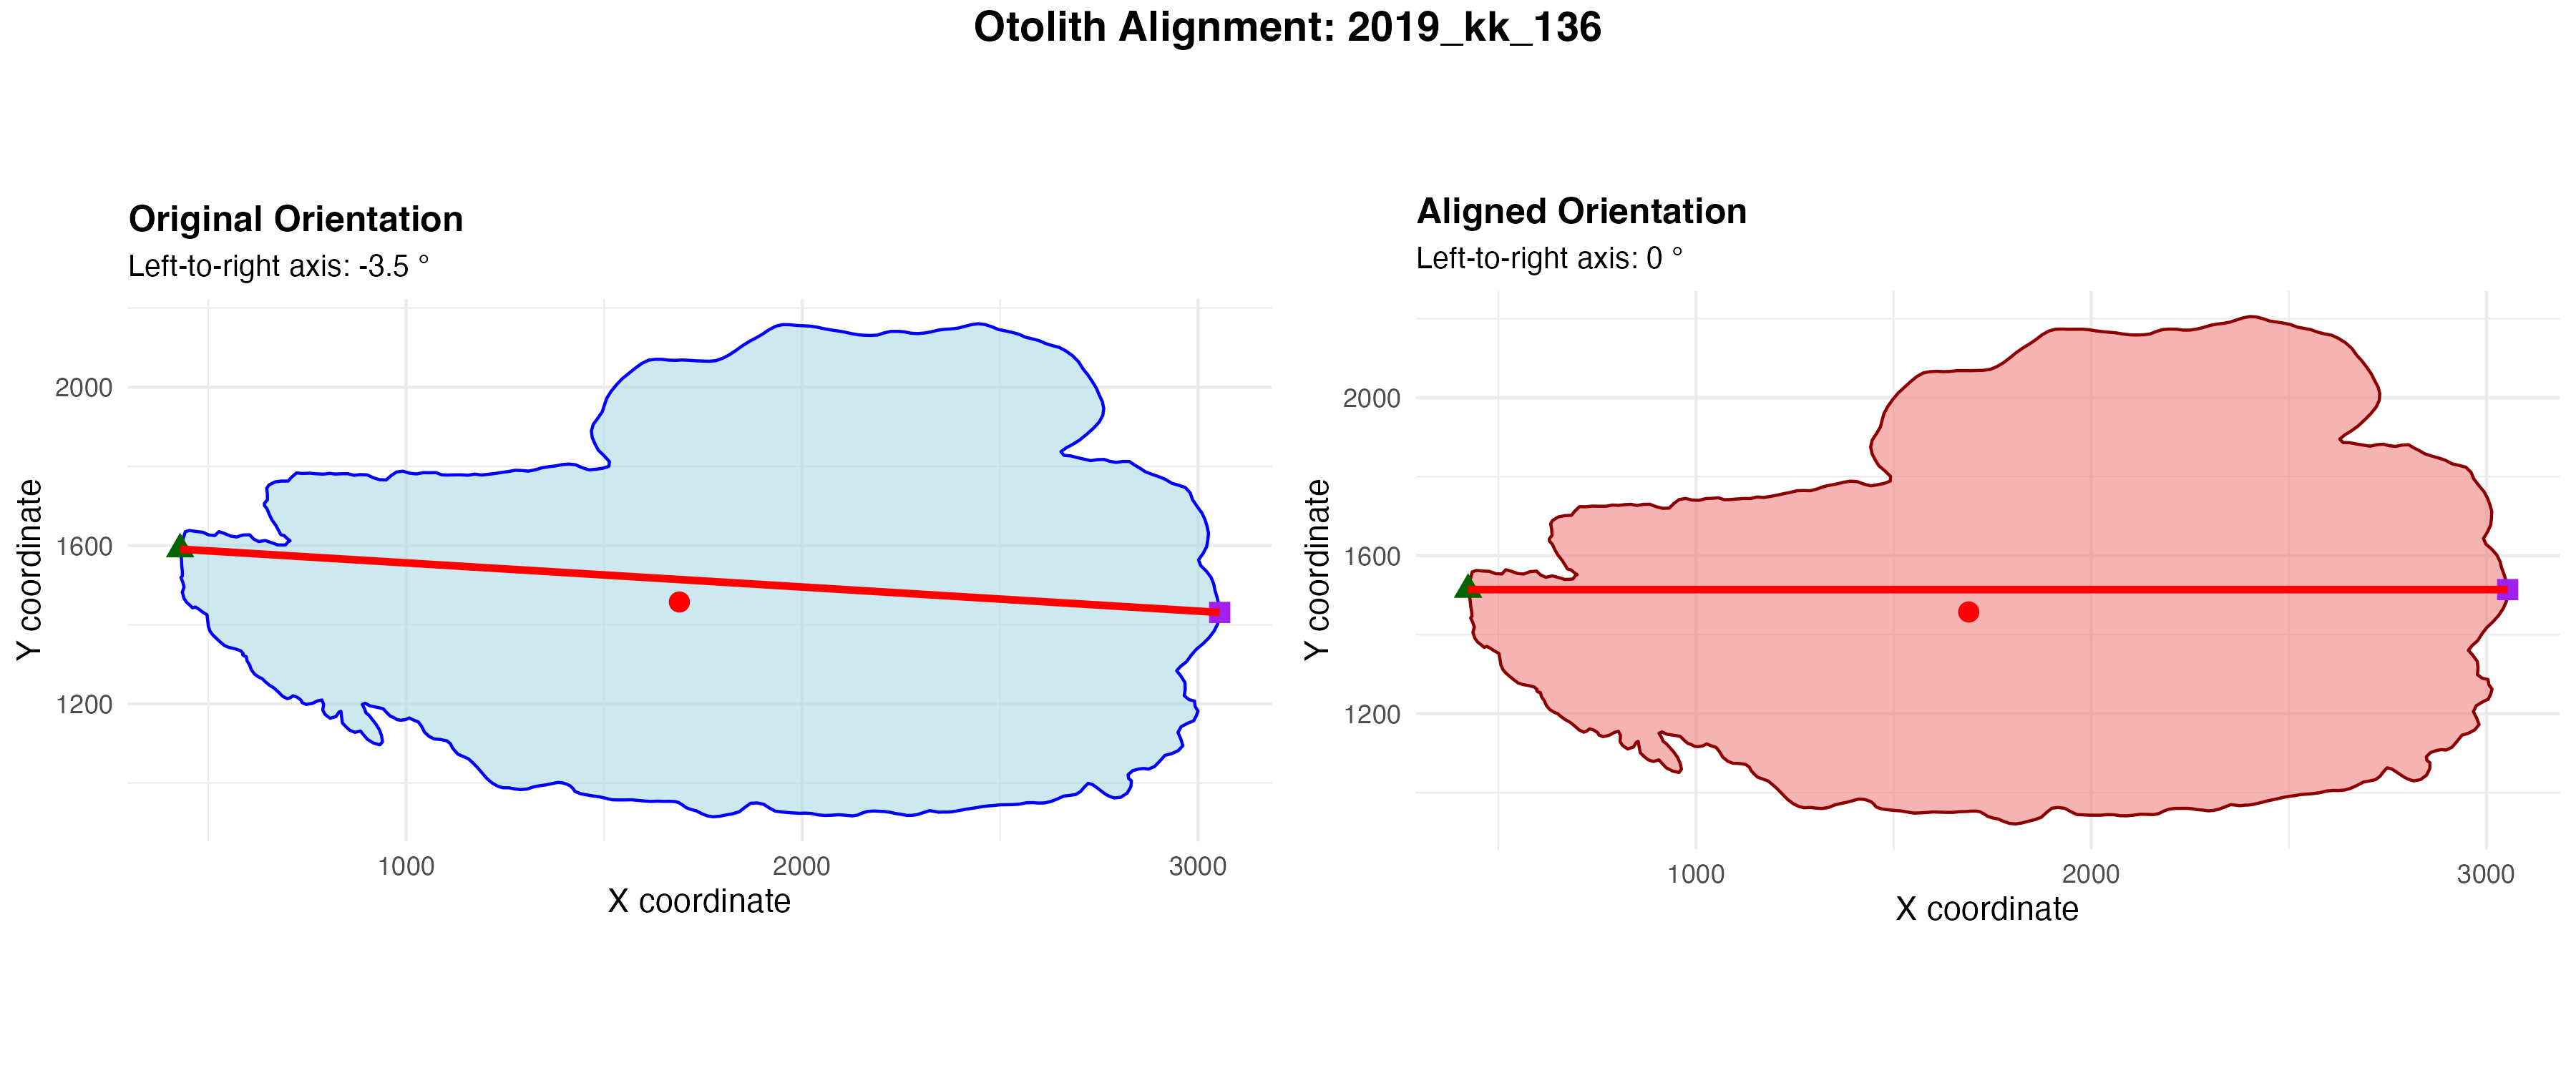 Otolith Alignment: 2019_kk_136
Original Orientation
Left-to-right axis: -3.5 °
Y coordinate
2000
1600
1200
1000
2000
3000
X coordinate
Aligned Orientation
Left-to-right axis: 0 °
Y coordinate
2000
1600
1200
1000
2000
3000
X coordinate